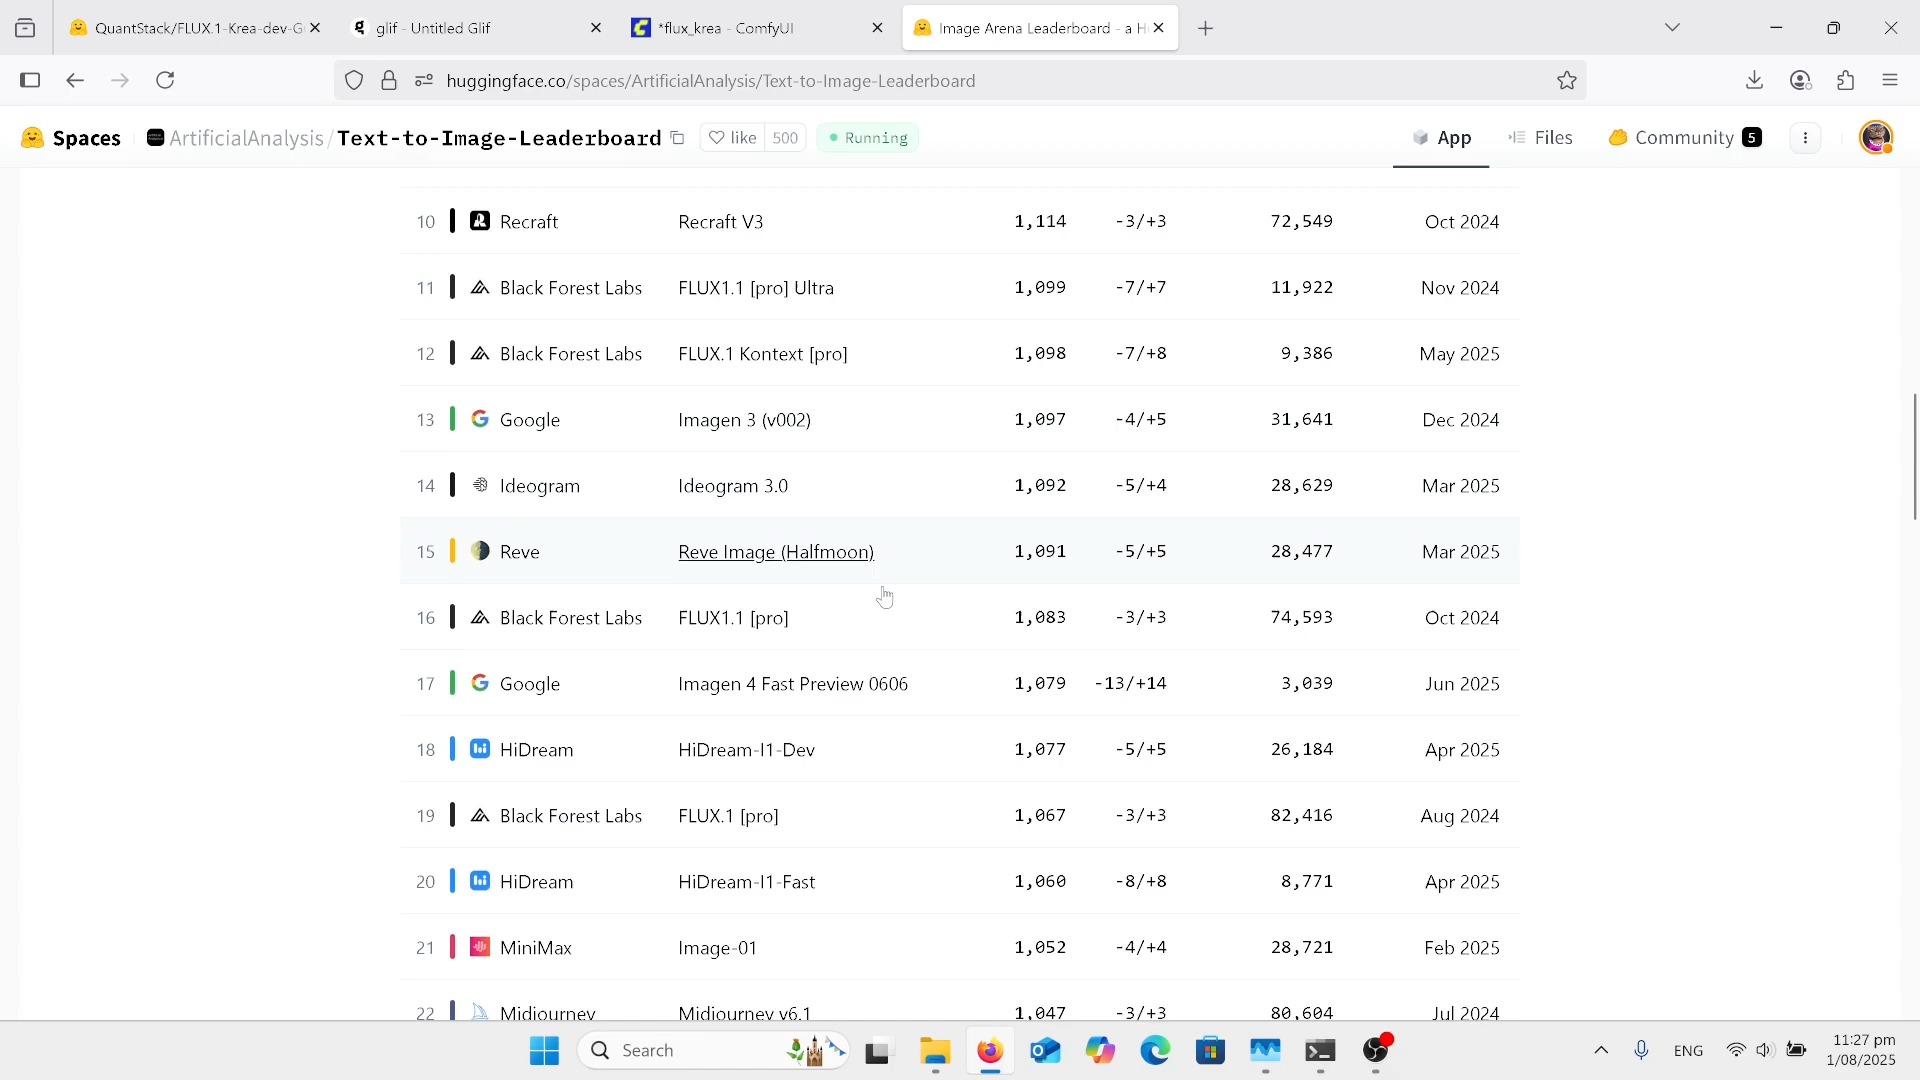 QuantStack/FLUX.1-Krea-dev-G
glif - Untitled Glif
*flux_krea - ComfyUI
Image Arena Leaderboard - a H
huggingface.co/spaces/ArtificialAnalysis/Text-to-Image-Leaderboard
Spaces
ArtificialAnalysis/Text-to-Image-Leaderboard
like 500
Running
App
Files
Community 5
10 Recraft Recraft V3 1,114 -3/+3 72,549 Oct 2024
11 Black Forest Labs FLUX1.1 [pro] Ultra 1,099 -7/+7 11,922 Nov 2024
12 Black Forest Labs FLUX.1 Kontext [pro] 1,098 -7/+8 9,386 May 2025
13 Google Imagen 3 (v002) 1,097 -4/+5 31,641 Dec 2024
14 Ideogram Ideogram 3.0 1,092 -5/+4 28,629 Mar 2025
15 Reve Reve Image (Halfmoon) 1,091 -5/+5 28,477 Mar 2025
16 Black Forest Labs FLUX1.1 [pro] 1,083 -3/+3 74,593 Oct 2024
17 Google Imagen 4 Fast Preview 0606 1,079 -13/+14 3,039 Jun 2025
18 HiDream HiDream-I1-Dev 1,077 -5/+5 26,184 Apr 2025
19 Black Forest Labs FLUX.1 [pro] 1,067 -3/+3 82,416 Aug 2024
20 HiDream HiDream-I1-Fast 1,060 -8/+8 8,771 Apr 2025
21 MiniMax Image-01 1,052 -4/+4 28,721 Feb 2025
22 Midjourney Midjourney v6.1 1,047 -3/+3 80,604 Jul 2024
Search
ENG
11:27 pm
1/08/2025